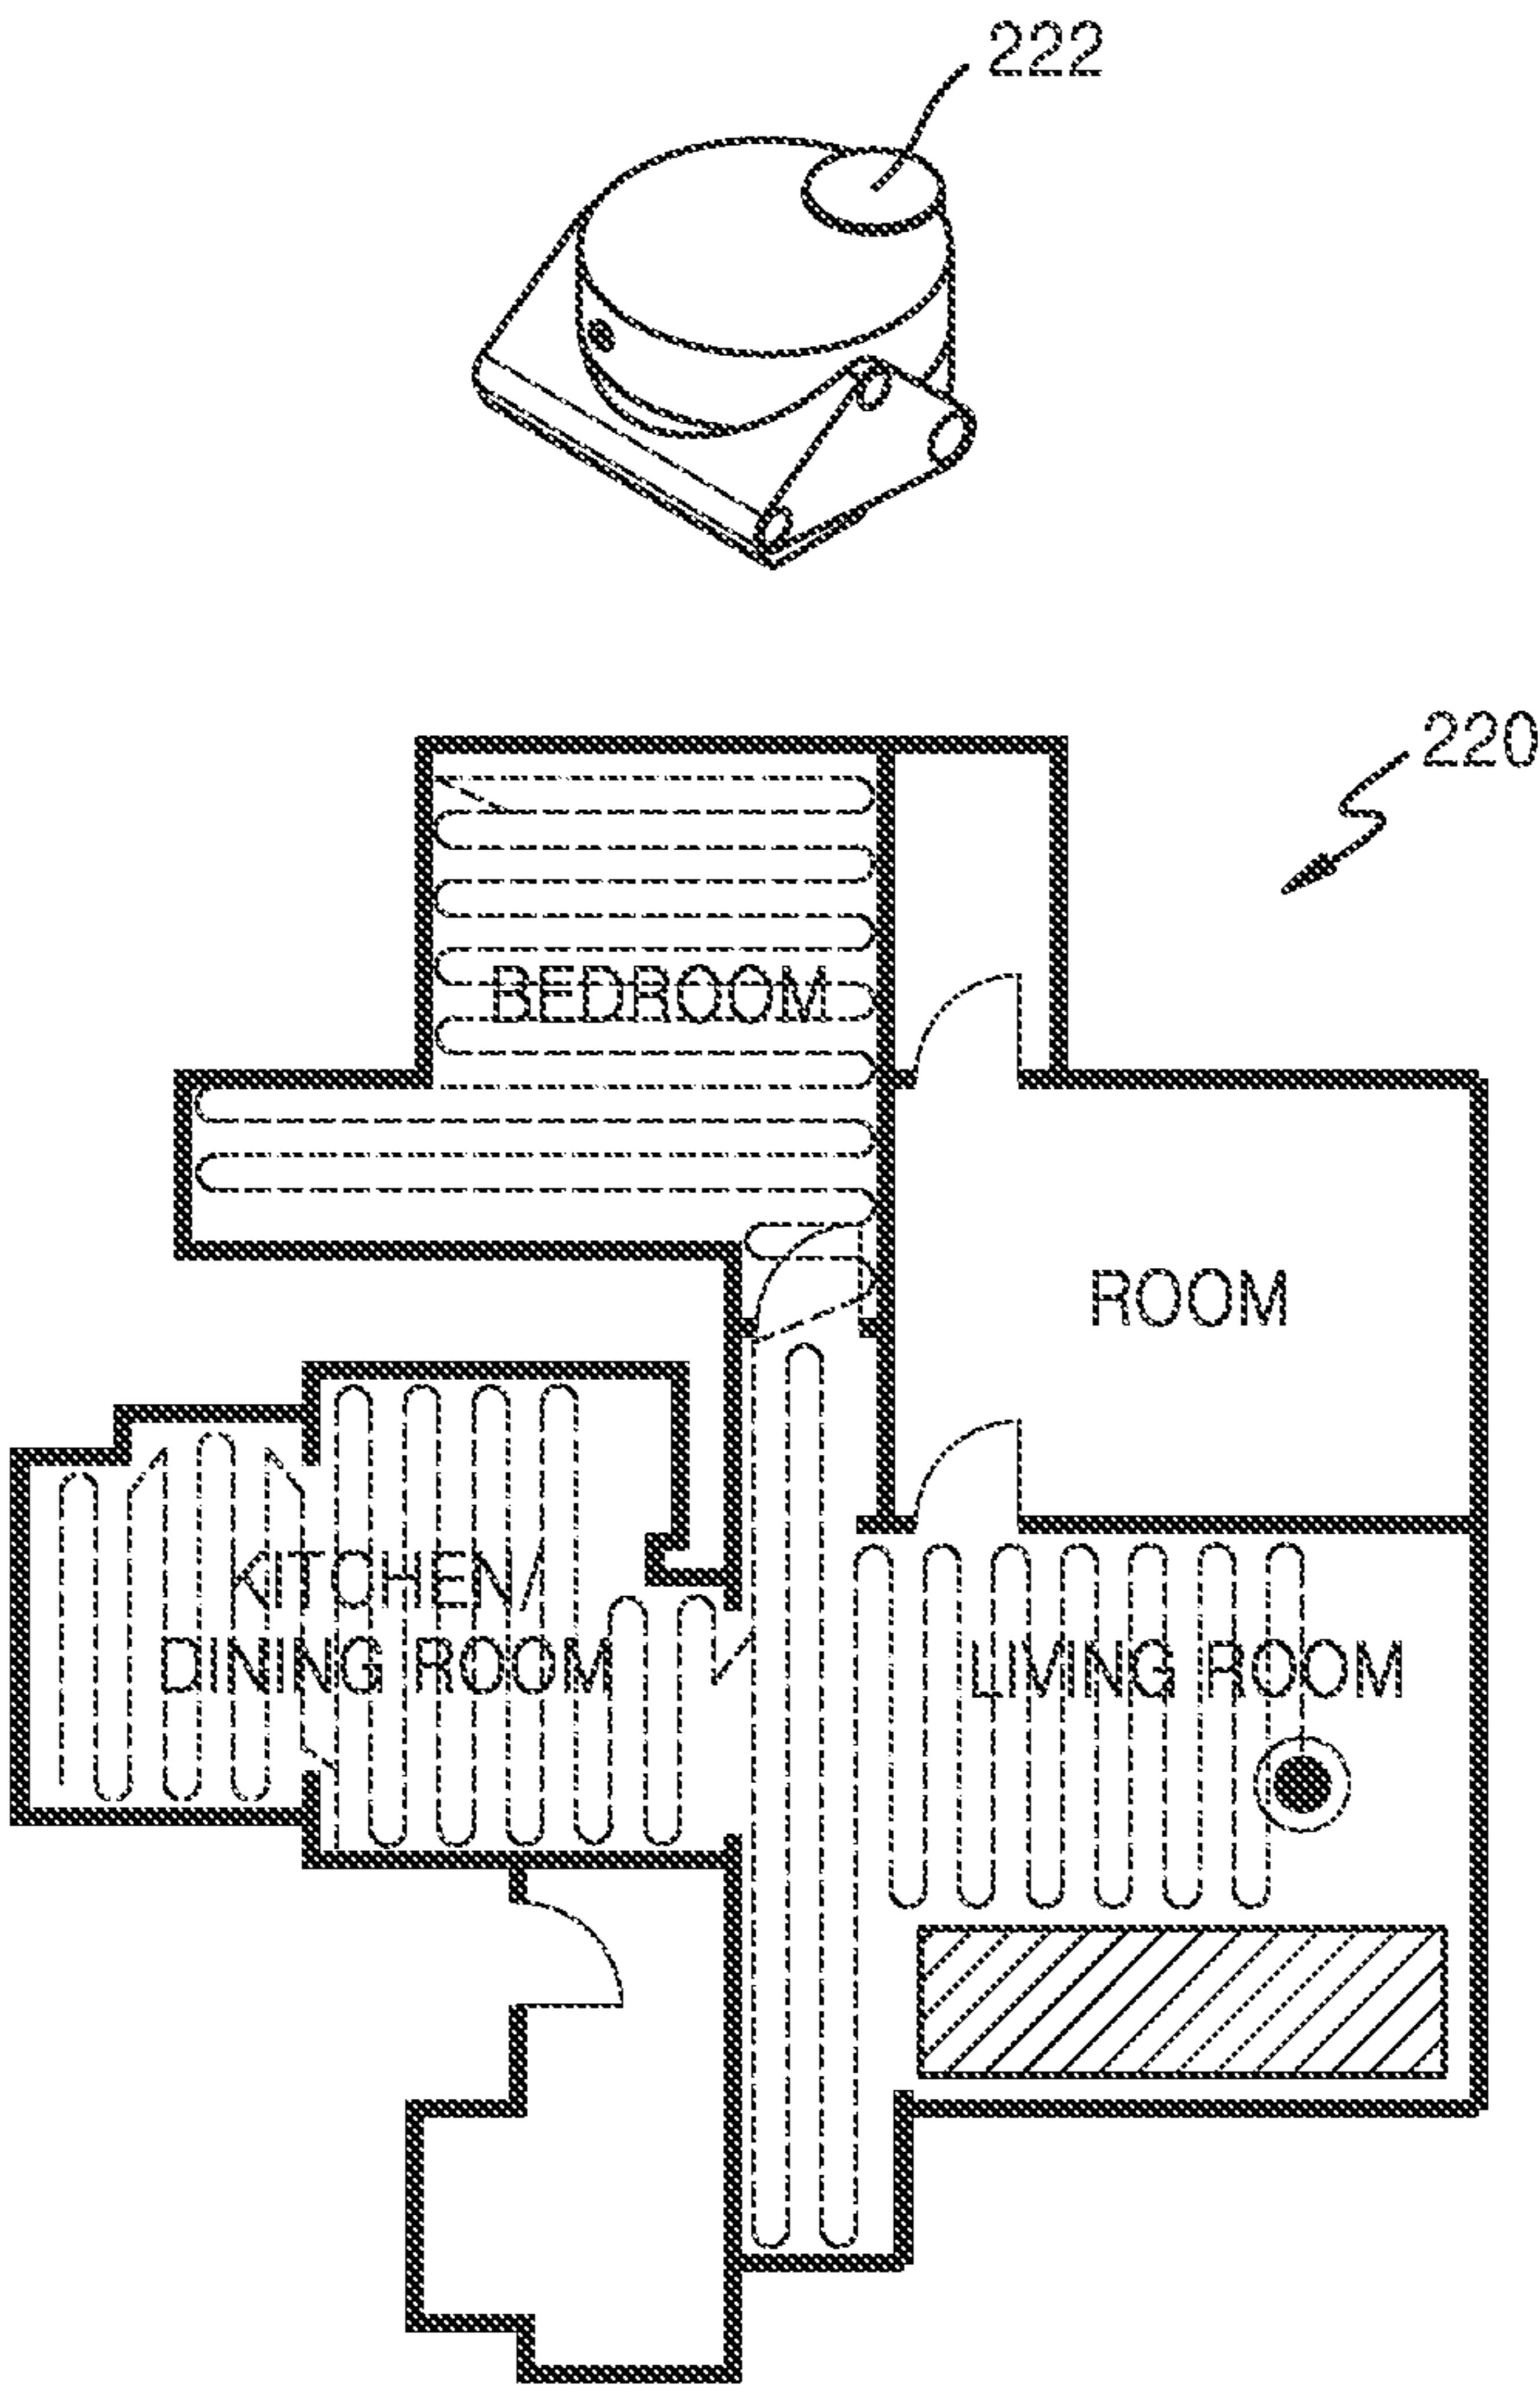 222
220
BEDROOM
ROOM
KITCHEN/
DINING ROOM
LIVING ROOM